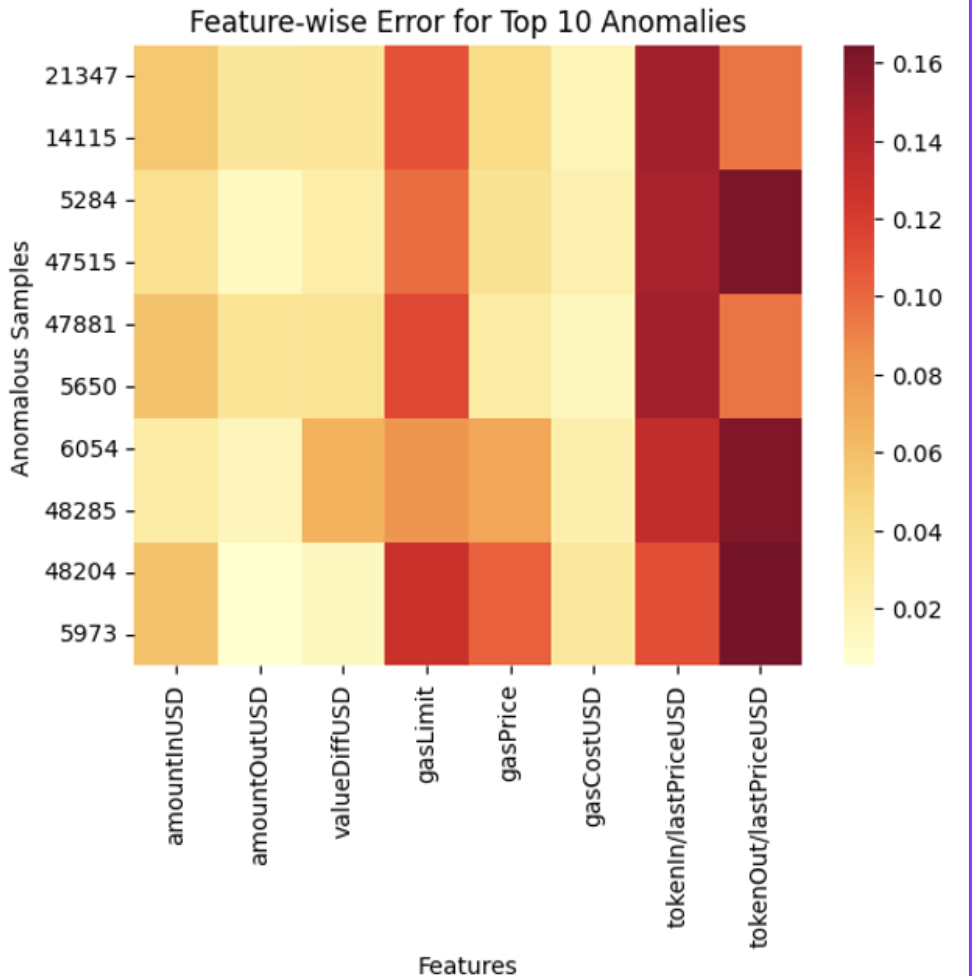 Feature-wise Error for Top 10 Anomalies
Anomalous Samples
21347
14115
5284
47515
47881
5650
6054
48285
48204
5973
0.16
0.14
0.12
0.10
0.08
0.06
0.04
0.02
amountInUSD
amountOutUSD
valueDiffUSD
gasLimit
gasPrice
gasCostUSD
tokenIn/lastPriceUSD
tokenOut/lastPriceUSD
Features